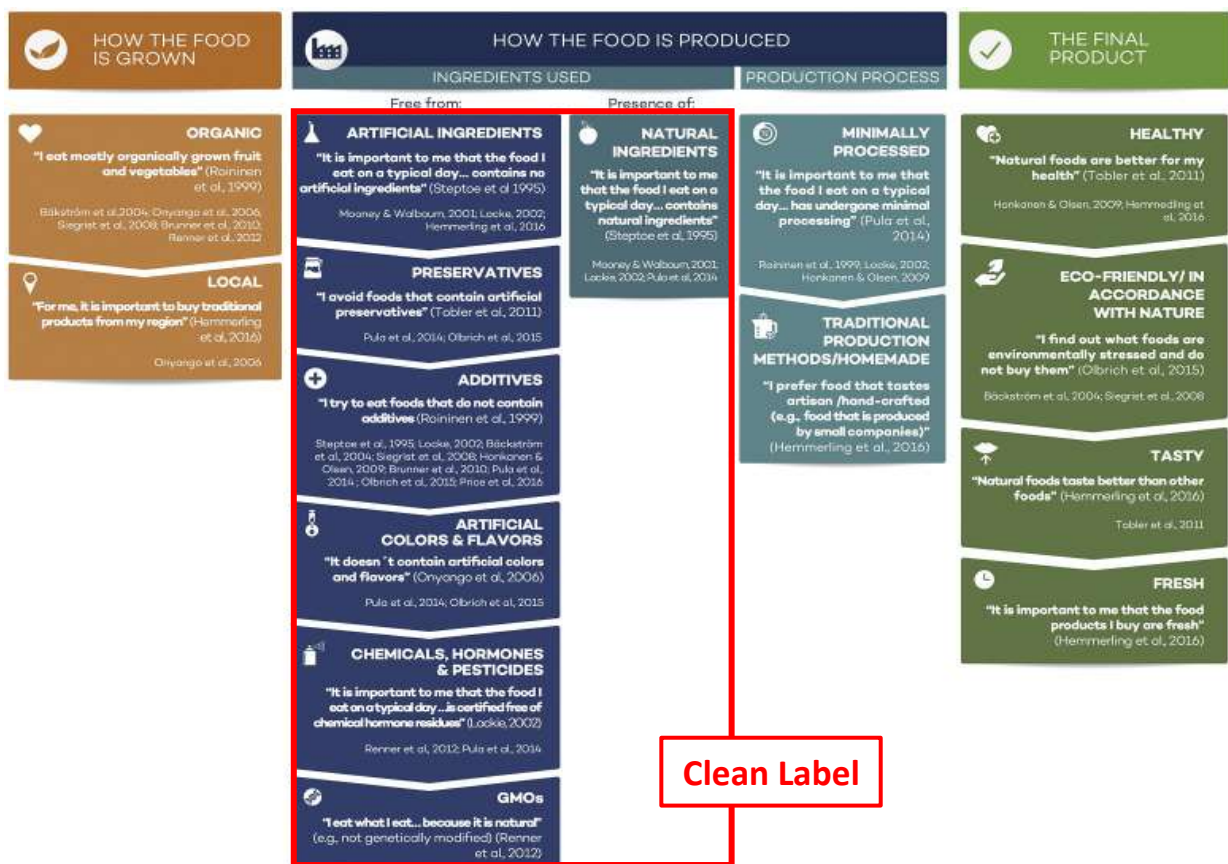 HOW THE FOOD
IS GROWN
ORGANIC
"I eat mostly organically grown fruit
and vegetables" (Roininen
et al, 1999)
Bäkström et al,2004; Onyango et al, 2006;
Siegrist et al, 2008; Brunner et al, 2010;
Renner et al, 2012
LOCAL
"For me, it is important to buy traditional
products from my region" (Hemmerling
et al, 2016)
Onyango et al, 2006
HOW THE FOOD IS PRODUCED
INGREDIENTS USED
PRODUCTION PROCESS
Free from:
Presence of:
ARTIFICIAL INGREDIENTS
"It is important to me that the food I
eat on a typical day... contains no
artificial ingredients" (Steptoe et al 1995)
Mooney & Walbourn, 2001; Locke, 2002;
Hemmerling et al, 2016
PRESERVATIVES
"I avoid foods that contain artificial
preservatives" (Tobler et al, 2011)
Pula et al, 2014; Olbrich et al, 2015
ADDITIVES
"I try to eat foods that do not contain
additives (Roininen et al, 1999)
Steptoe et al, 1995; Locke, 2002; Bäckström
et al, 2004; Siegrist et al, 2008; Honkanen
& Olsen, 2009; Brunner et al, 2010; Pula et al,
2014 ; Olbrich et al, 2015; Price et al, 2016
ARTIFICIAL
COLORS & FLAVORS
"It doesn´t contain artificial colors
and flavors" (Onyango et al, 2006)
Pula et al, 2014; Olbrich et al, 2015
CHEMICALS, HORMONES
& PESTICIDES
"It is important to me that the food I
eat on a typical day ...is certified free of
chemical hormone residues" (Lockie, 2002)
Renner et al, 2012; Pula et al, 2014
GMOs
"I eat what I eat... because it is natural"
(e.g., not genetically modified) (Renner
et al, 2012)
NATURAL
INGREDIENTS
"It is important to me
that the food I eat on a
typical day... contains
natural ingredients"
(Steptoe et al, 1995)
Mooney & Walbourn, 2001;
Lockie, 2002; Pula et al, 2014
MINIMALLY
PROCESSED
"It is important to me that
the food I eat on a typical
day... has undergone minimal
processing" (Pula et al,
2014)
Roininen et al, 1999; Locke, 2002;
Honkanen & Olsen, 2009
TRADITIONAL
PRODUCTION
METHODS/HOMEMADE
"I prefer food that tastes
artisan /hand-crafted
(e.g., food that is produced
by small companies)"
(Hemmerling et al, 2016)
Clean Label
THE FINAL
PRODUCT
HEALTHY
"Natural foods are better for my
health" (Tobler et al, 2011)
Honkanen & Olsen, 2009; Hemmedling et
al, 2016
ECO-FRIENDLY/ IN
ACCORDANCE
WITH NATURE
"I find out what foods are
environmentally stressed and do
not buy them" (Olbrich et al, 2015)
Bäckström et al, 2004; Siegrist et al, 2008
TASTY
"Natural foods taste better than other
foods" (Hemmerling et al, 2016)
Tobler et al, 2011
FRESH
"It is important to me that the food
products I buy are fresh"
(Hemmerling et al, 2016)